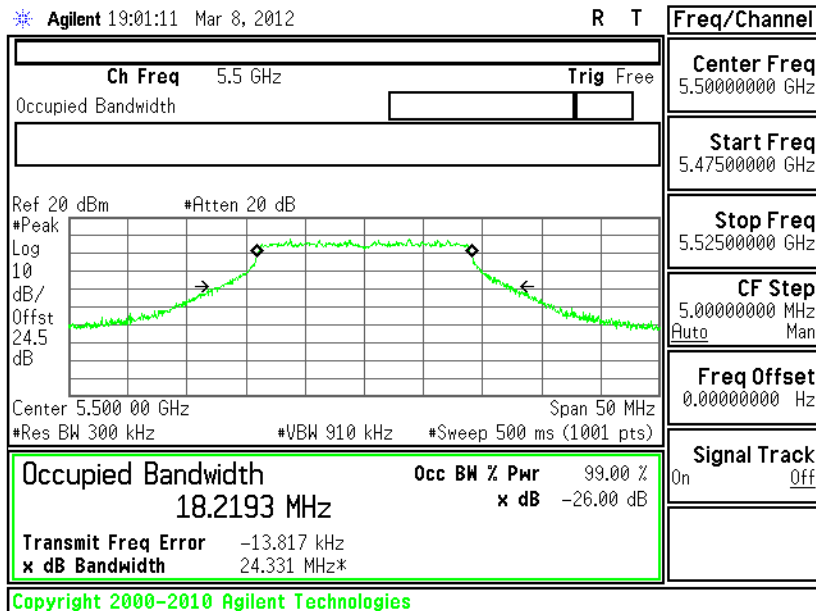 Agilent 19:01:11 Mar 8, 2012 R T
Freq/Channel
Ch Freq 5.5 GHz Trig Free
Occupied Bandwidth
Center Freq
5.50000000 GHz
Start Freq
5.47500000 GHz
Stop Freq
5.52500000 GHz
CF Step
5.00000000 MHz
Auto Man
Freq Offset
0.00000000 Hz
Signal Track
On Off
Ref 20 dBm #Atten 20 dB
#Peak
Log
10
dB/
Offst
24.5
dB
Center 5.500 00 GHz Span 50 MHz
#Res BW 300 kHz #VBW 910 kHz #Sweep 500 ms (1001 pts)
Occupied Bandwidth
18.2193 MHz
Occ BW % Pwr 99.00 %
x dB -26.00 dB
Transmit Freq Error -13.817 kHz
x dB Bandwidth 24.331 MHz*
Copyright 2000-2010 Agilent Technologies